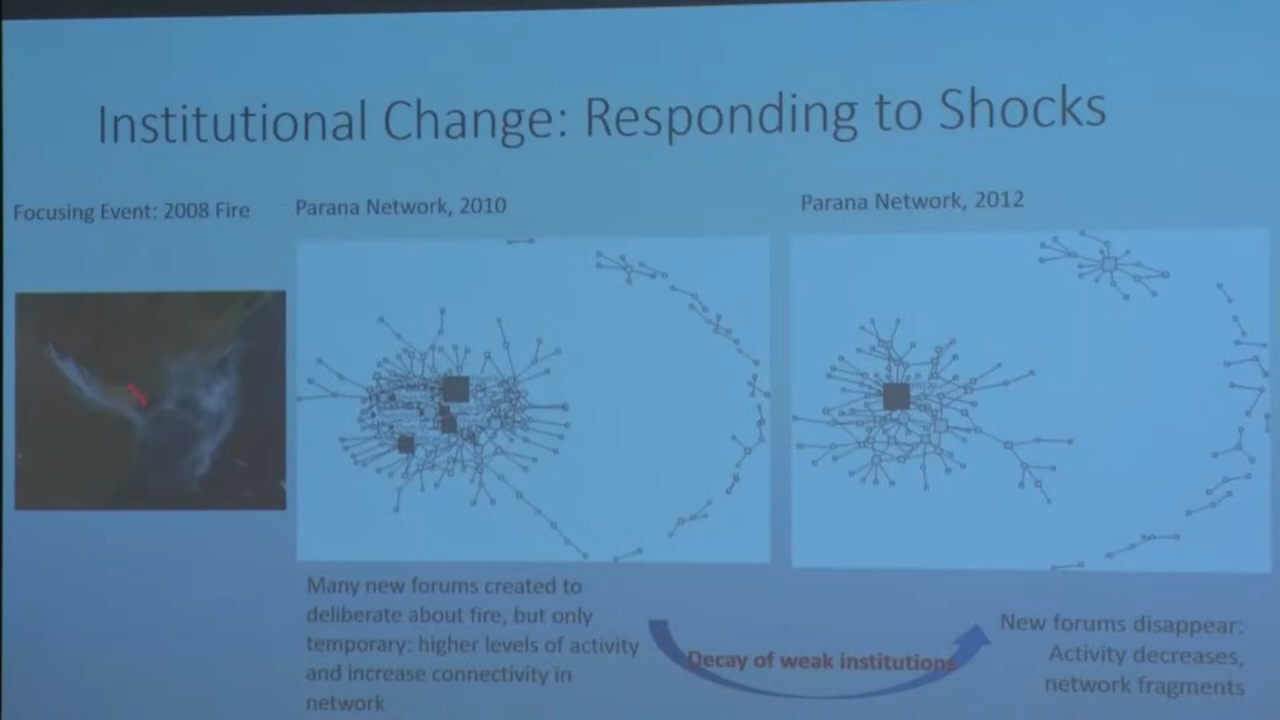 Institutional Change: Responding to Shocks
Focusing Event: 2008 Fire
Parana Network, 2010
Parana Network, 2012
Many new forums created to
deliberate about fire, but only
temporary: higher levels of activity
and increase connectivity in
network
Decay of weak institutions
New forums disappear:
Activity decreases,
network fragments